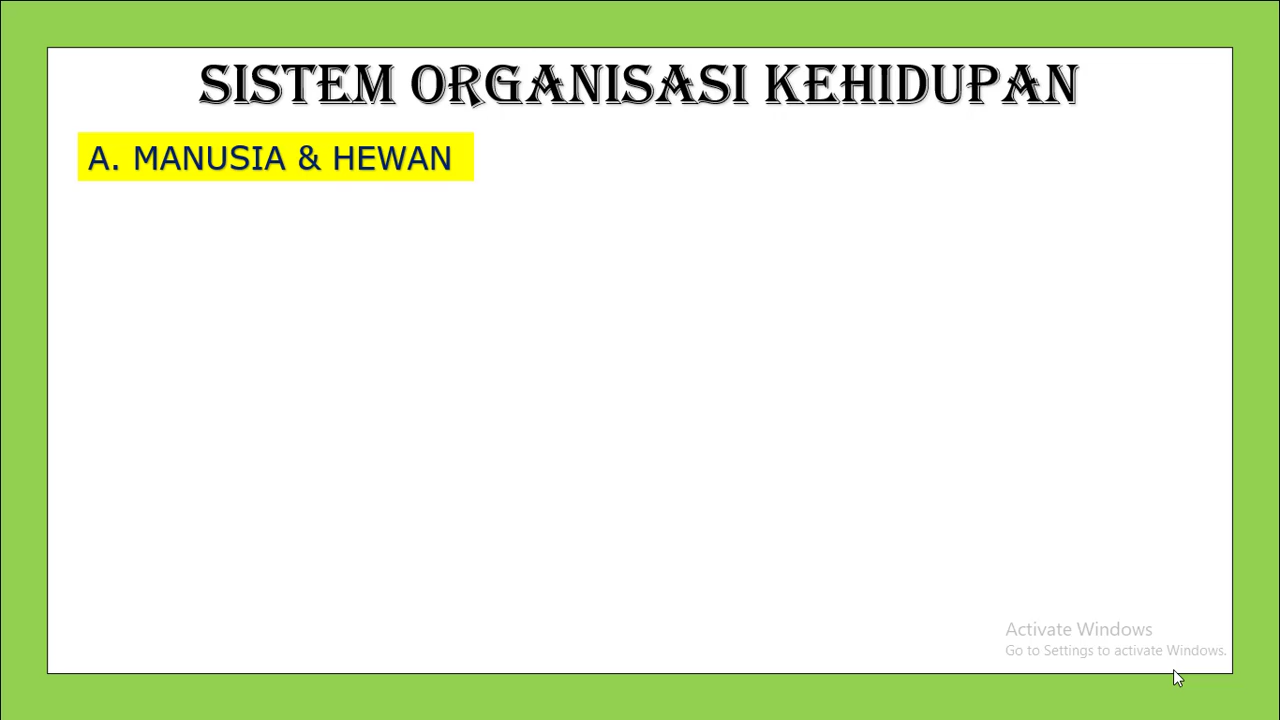 SISTEM ORGANISASI KEHIDUPAN
A. MANUSIA & HEWAN
Activate Windows
Go to Settings to activate Windows.